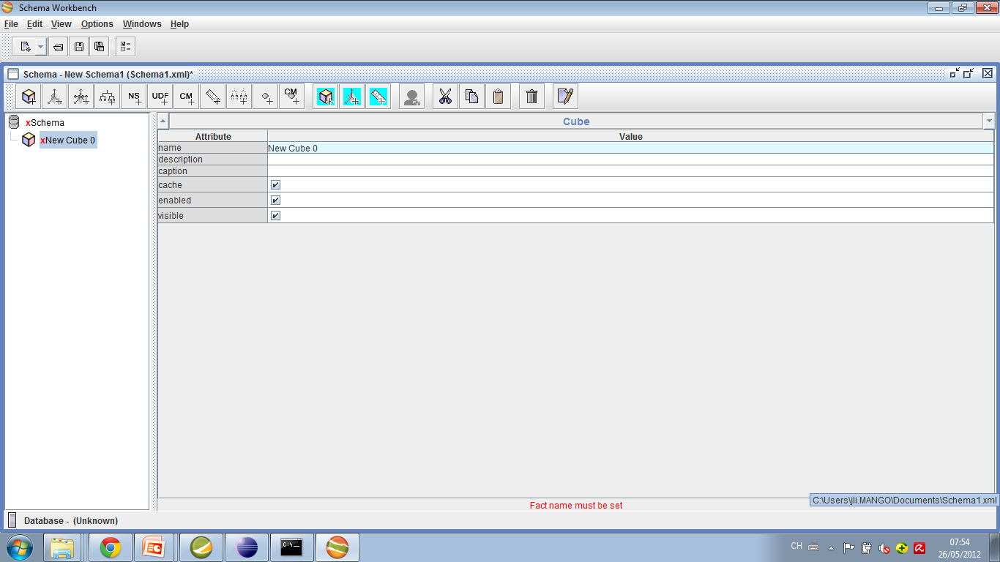 Schema Workbench
File Edit View Options Windows Help
Schema - New Schema1 (Schema1.xml)*
NS UDF CM CM
xSchema
xNew Cube 0
Cube
Attribute Value
name New Cube 0
description
caption
cache
enabled
visible
Fact name must be set
C:\Users\jli.MANGO\Documents\Schema1.xml
Database - (Unknown)
C:\
CH
07:54
26/05/2012